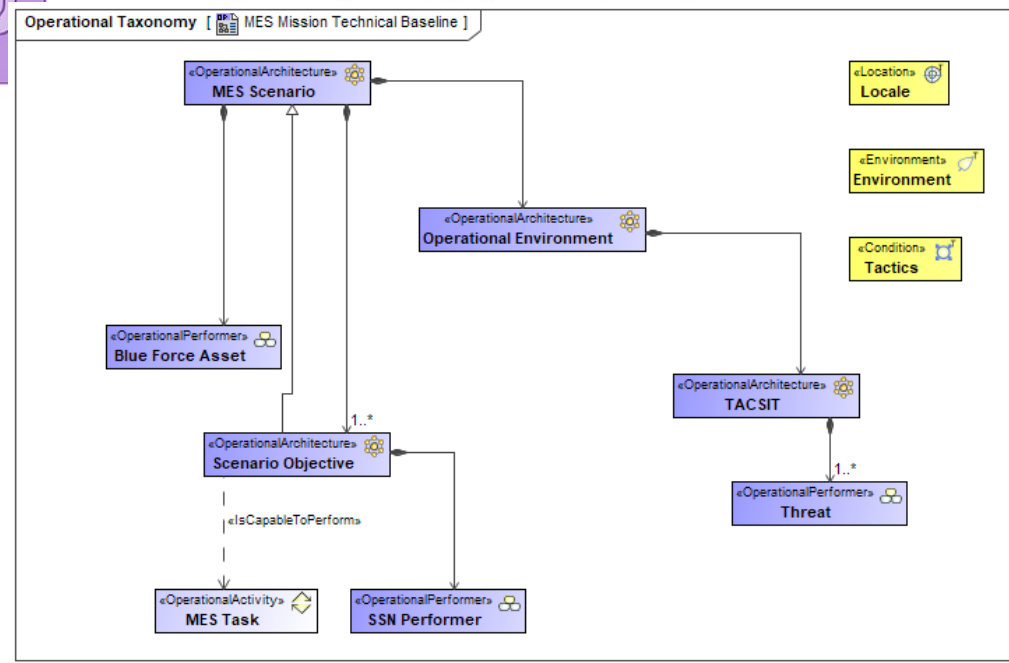 Operational Taxonomy [ MES Mission Technical Baseline ]
«OperationalArchitecture»
MES Scenario
«Location»
Locale
«Environment»
Environment
«OperationalArchitecture»
Operational Environment
«Condition»
Tactics
«OperationalPerformer»
Blue Force Asset
«OperationalArchitecture»
TACSIT
1..*
«OperationalArchitecture»
Scenario Objective
1..*
«OperationalPerformer»
Threat
«IsCapableToPerform»
«OperationalActivity»
MES Task
«OperationalPerformer»
SSN Performer